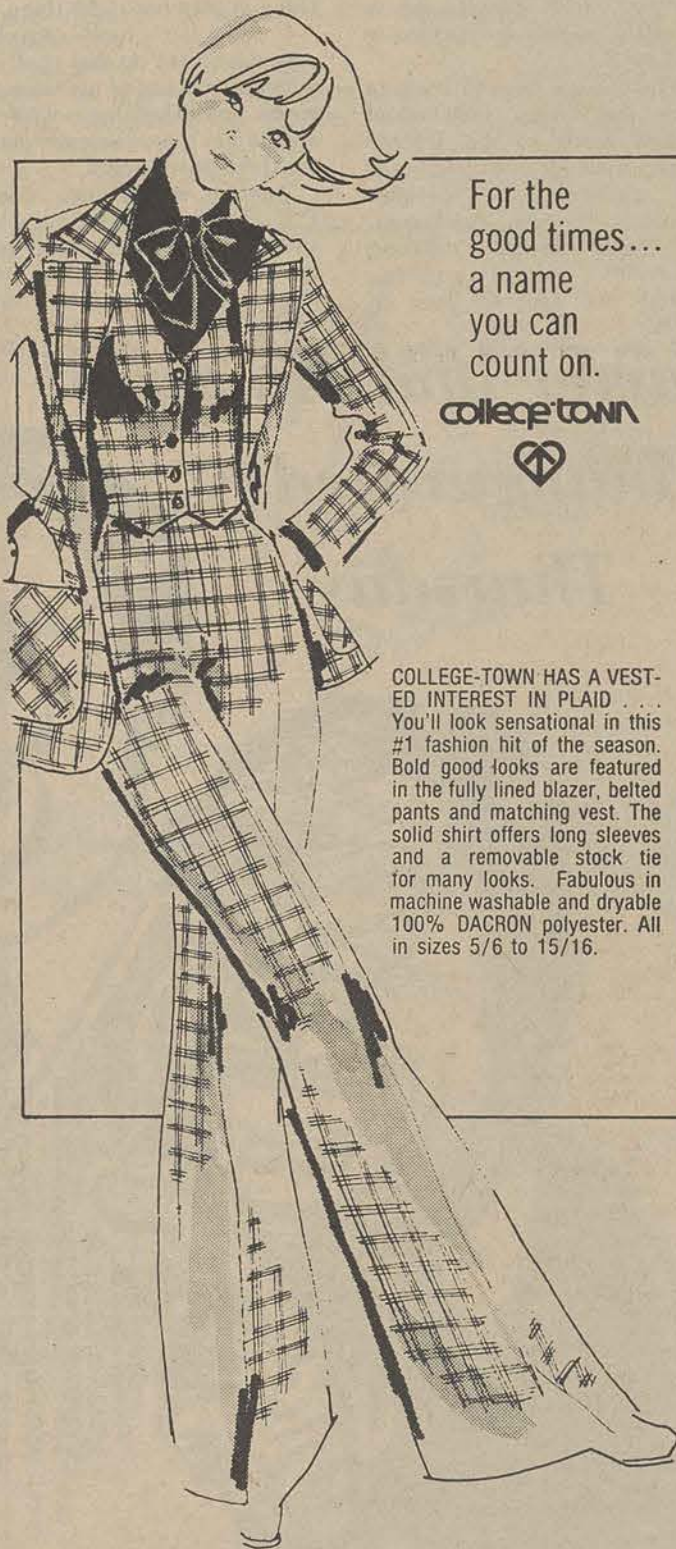 For the
good times...
a name
you can
count on.
college-town
COLLEGE-TOWN HAS A VEST-
ED INTEREST IN PLAID . . .
You'll look sensational in this
#1 fashion hit of the season.
Bold good looks are featured
in the fully lined blazer, belted
pants and matching vest. The
solid shirt offers long sleeves
and a removable stock tie
for many looks. Fabulous in
machine washable and dryable
100% DACRON polyester. All
in sizes 5/6 to 15/16.